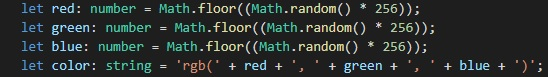 let red: number = Math.floor((Math.random() * 256));
let green: number = Math.floor((Math.random() * 256));
let blue: number = Math.floor((Math.random() * 256));
let color: string = 'rgb(' + red + ', ' + green + ', ' + blue + ')';